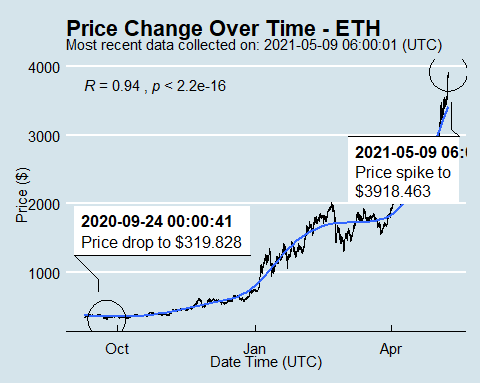 Price Change Over Time - ETH
Most recent data collected on: 2021-05-09 06:00:01 (UTC)
4000
R = 0.94 , p < 2.2e-16
3000
2021-05-09 06:0
Price spike to
$3918.463
Price ($)
2000
2020-09-24 00:00:41
Price drop to $319.828
1000
Oct
Jan
Apr
Date Time (UTC)